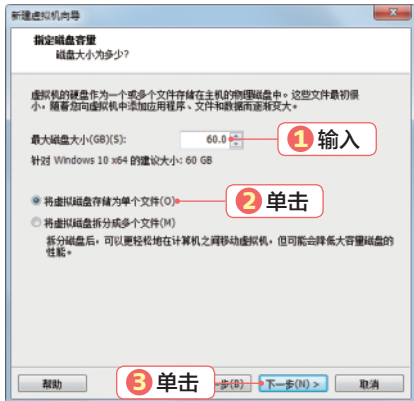 新建虚拟机向导
指定磁盘容量
磁盘大小为多少?
虚拟机的硬盘作为一个或多个文件存储在主机的物理磁盘中。这些文件最初很
小，随着您向虚拟机中添加应用程序、文件和数据而逐渐变大。
最大磁盘大小(GB)(S): 60.0 1 输入
针对 Windows 10 x64 的建议大小: 60 GB
将虚拟磁盘存储为单个文件(O) 2 单击
将虚拟磁盘拆分成多个文件(M)
拆分磁盘后，可以更轻松地在计算机之间移动虚拟机，但可能会降低大容量磁盘的
性能。
帮助 3 单击 一步(B) 下一步(N) > 取消